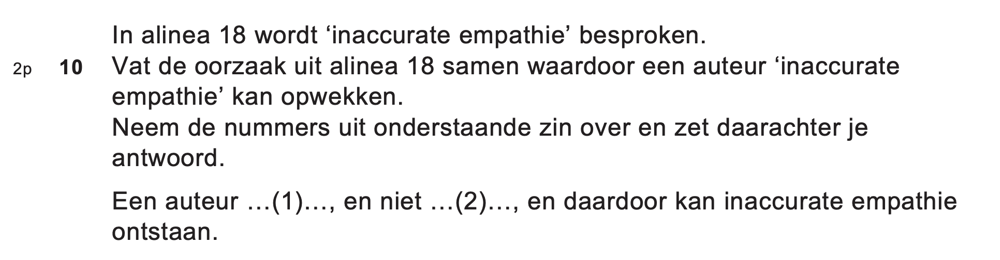 In alinea 18 wordt ‘inaccurate empathie’ besproken.
2p 10 Vat de oorzaak uit alinea 18 samen waardoor een auteur ‘inaccurate
empathie’ kan opwekken.
Neem de nummers uit onderstaande zin over en zet daarachter je
antwoord.
Een auteur …(1)…, en niet …(2)…, en daardoor kan inaccurate empathie
ontstaan.